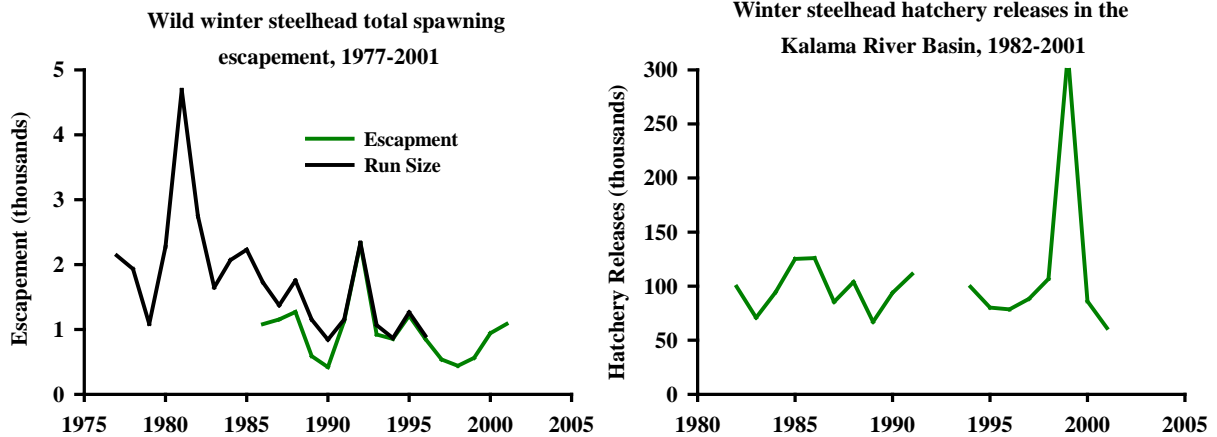 Wild winter steelhead total spawning
escapement, 1977-2001
5
4
3
2
1
0
Escapement (thousands)
Escapment
Run Size
1975 1980 1985 1990 1995 2000 2005
Winter steelhead hatchery releases in the
Kalama River Basin, 1982-2001
300
250
200
150
100
50
0
Hatchery Releases (thousands)
1980 1985 1990 1995 2000 2005